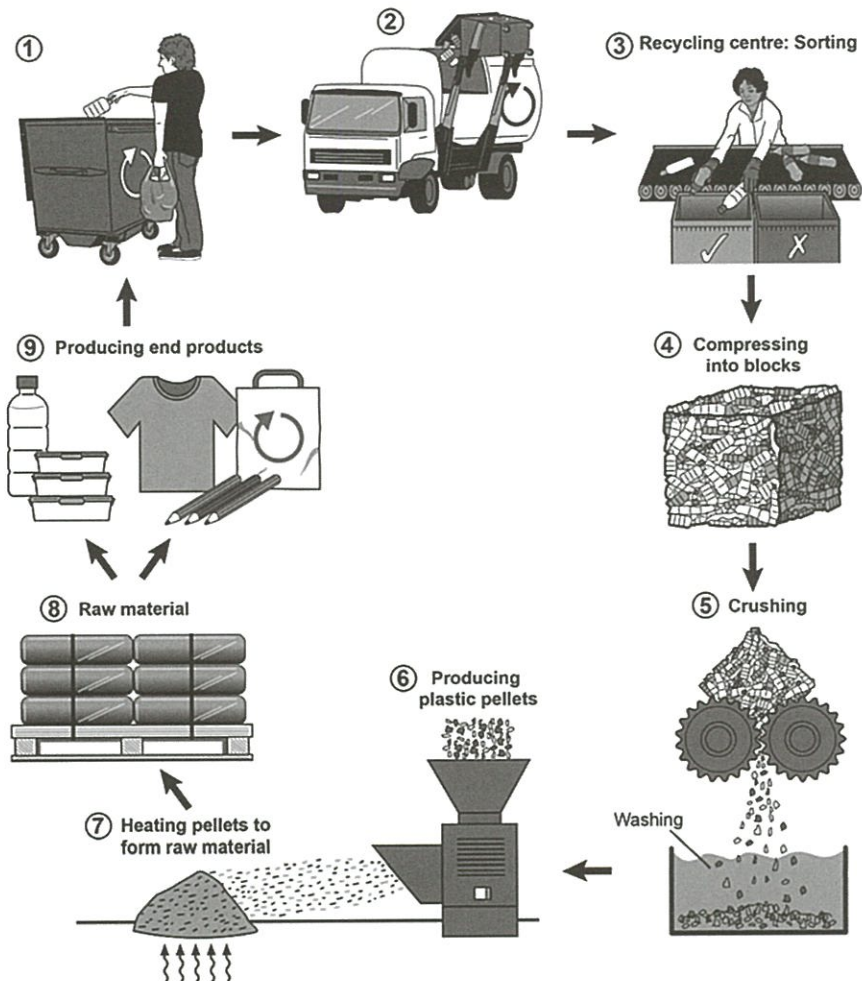 ①
②
③ Recycling centre: Sorting
✓ ✗
④ Compressing
into blocks
⑤ Crushing
Washing
⑥ Producing
plastic pellets
⑦ Heating pellets to
form raw material
⑧ Raw material
⑨ Producing end products